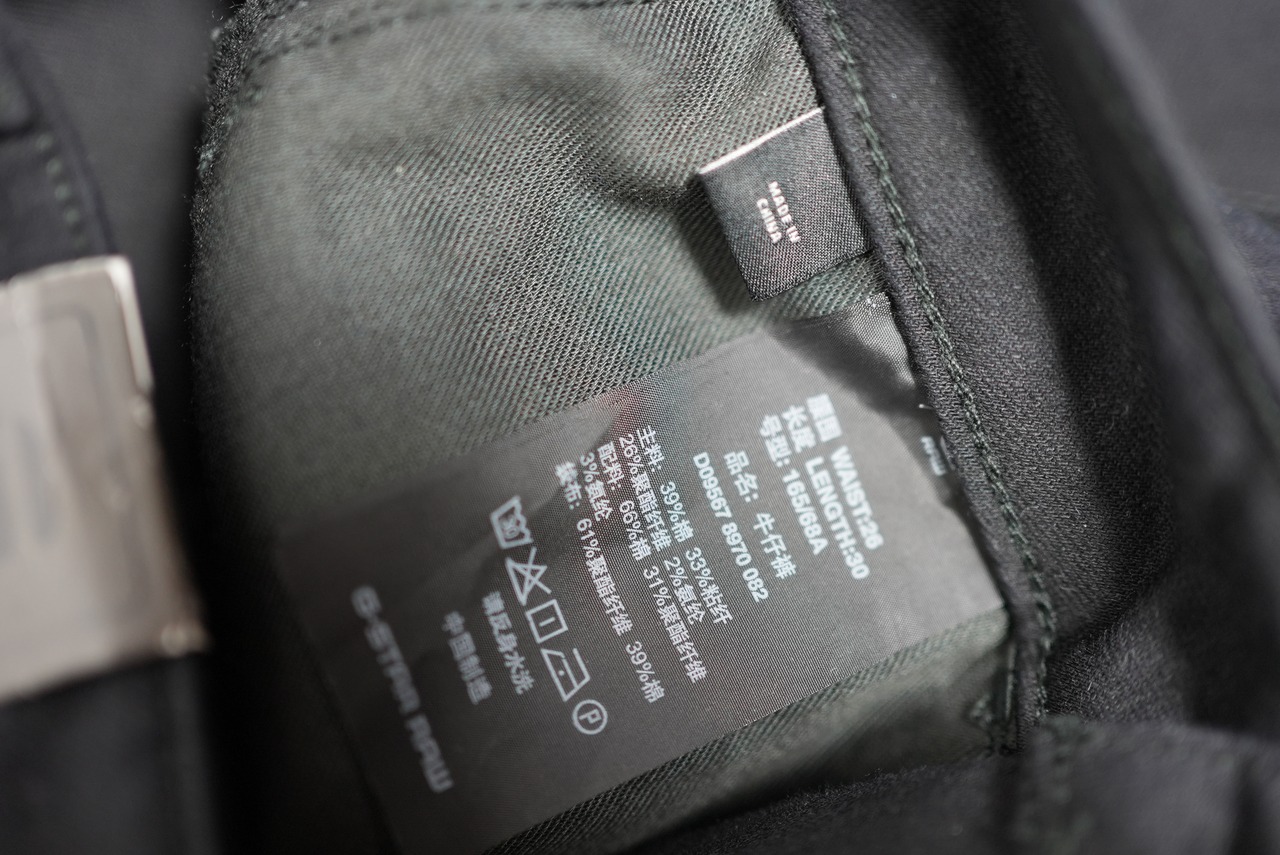 MADE IN
CHINA
RAW
腰围 WAIST:26
长度 LENGTH:30
号型: 165/68A
品名: 牛仔裤
D09567 8970 082
主料: 39%棉 33%粘纤
26%聚酯纤维 2%氨纶
配料: 66%棉 31%聚酯纤维
3%氨纶
袋布: 61%聚酯纤维 39%棉
P
请反身水洗
中国制造
G-STAR RAW